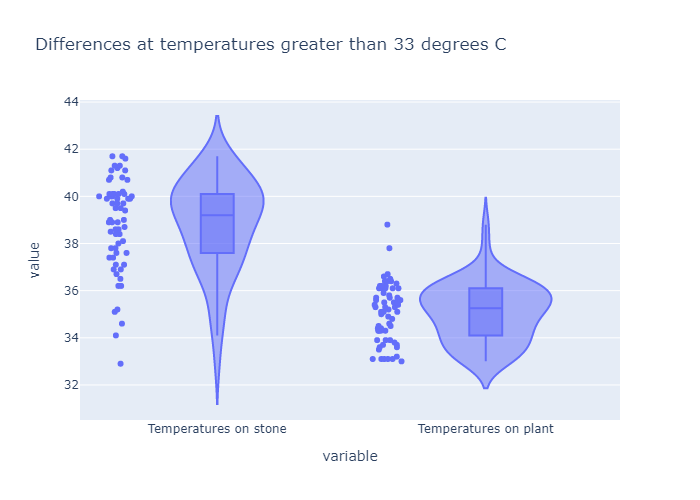 Differences at temperatures greater than 33 degrees C
44
42
40
38
36
34
32
value
Temperatures on stone
Temperatures on plant
variable